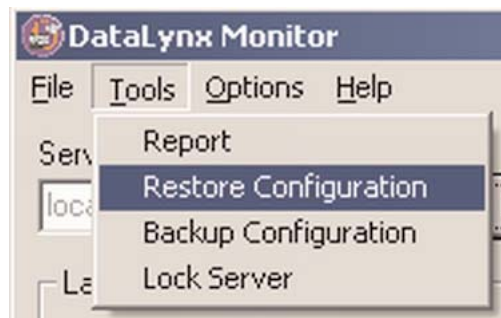 DataLynx Monitor
File Tools Options Help
Report
Restore Configuration
Backup Configuration
Lock Server